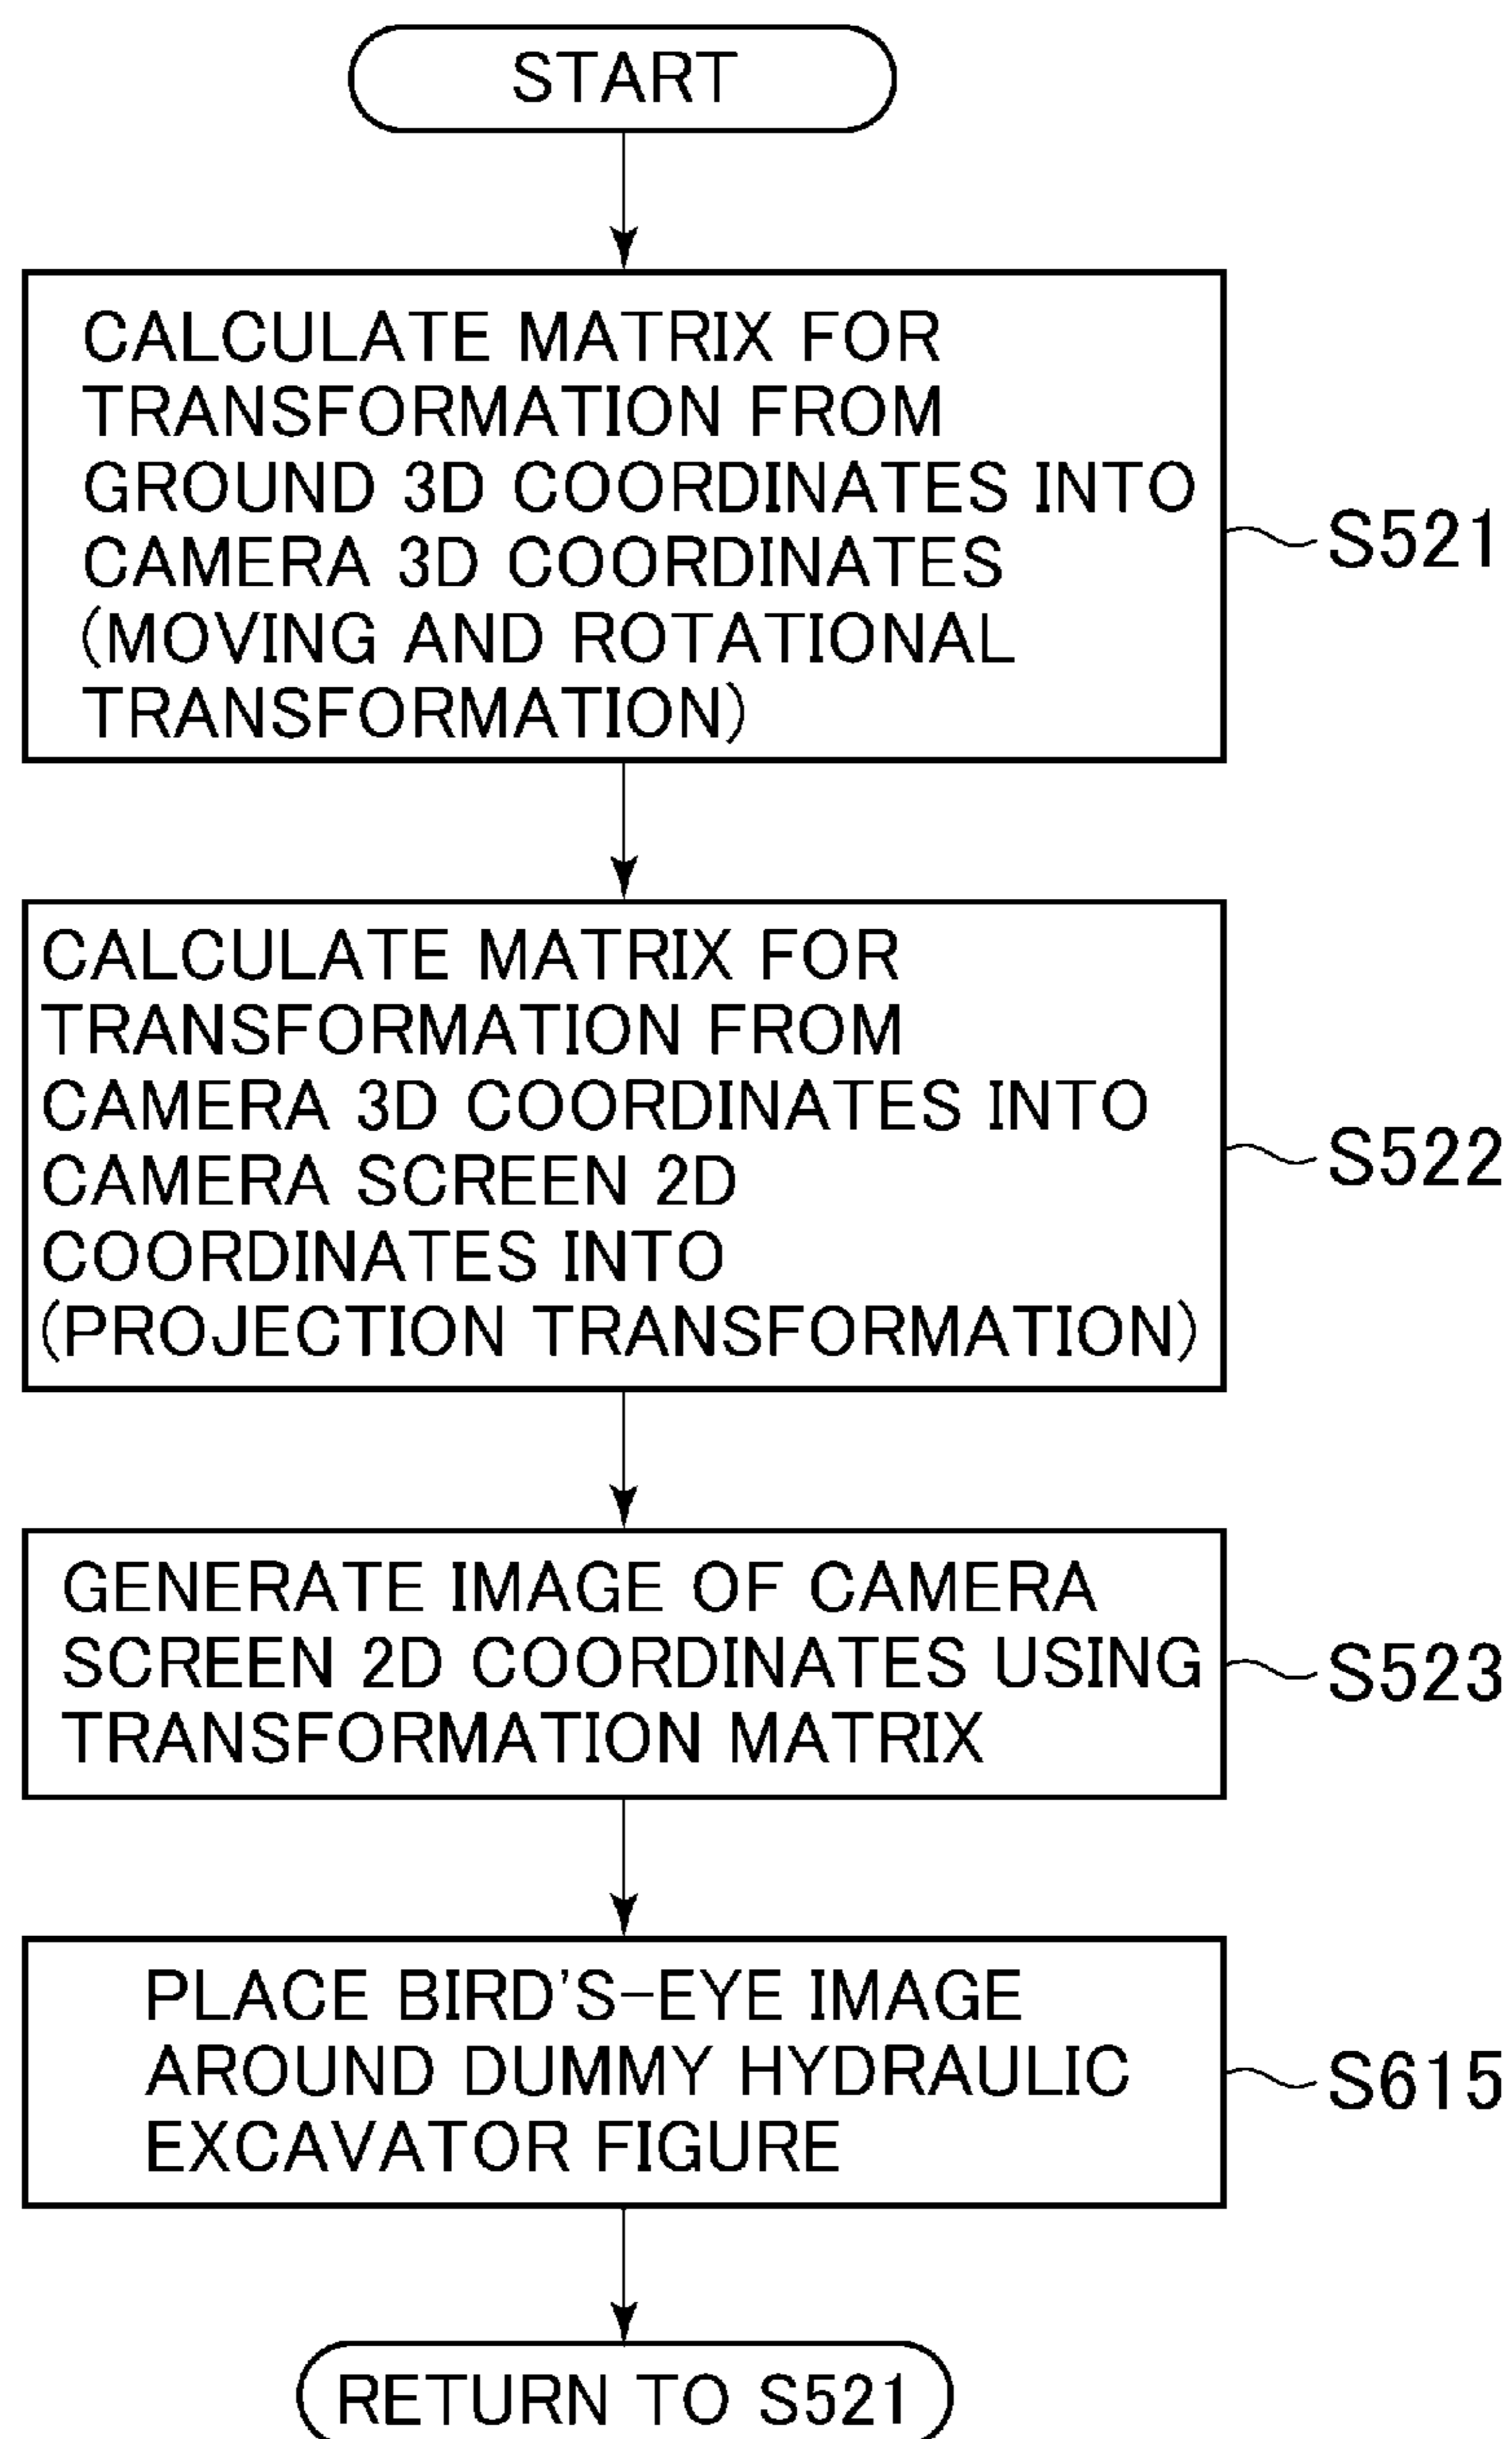 START
CALCULATE MATRIX FOR
TRANSFORMATION FROM
GROUND 3D COORDINATES INTO
CAMERA 3D COORDINATES
(MOVING AND ROTATIONAL
TRANSFORMATION)
S521
CALCULATE MATRIX FOR
TRANSFORMATION FROM
CAMERA 3D COORDINATES INTO
CAMERA SCREEN 2D
COORDINATES INTO
(PROJECTION TRANSFORMATION)
S522
GENERATE IMAGE OF CAMERA
SCREEN 2D COORDINATES USING
TRANSFORMATION MATRIX
S523
PLACE BIRD'S-EYE IMAGE
AROUND DUMMY HYDRAULIC
EXCAVATOR FIGURE
S615
RETURN TO S521